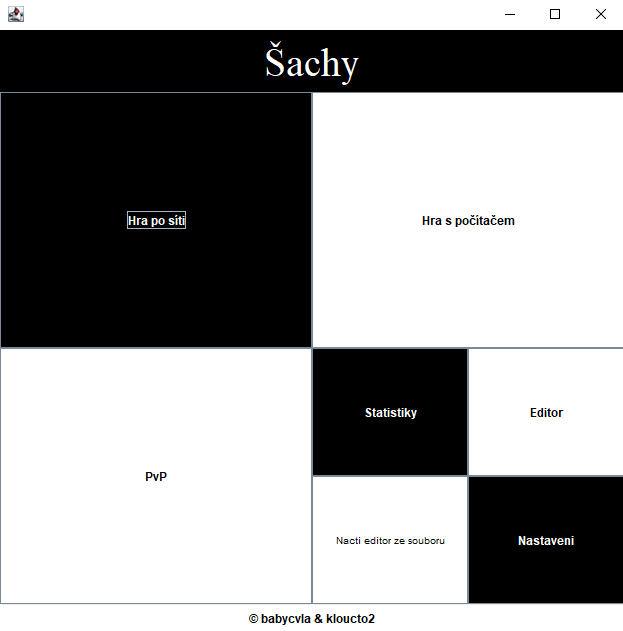 Šachy
Hra po síti
Hra s počítačem
PvP
Statistiky
Editor
Nacti editor ze souboru
Nastaveni
© babycvla & kloucto2